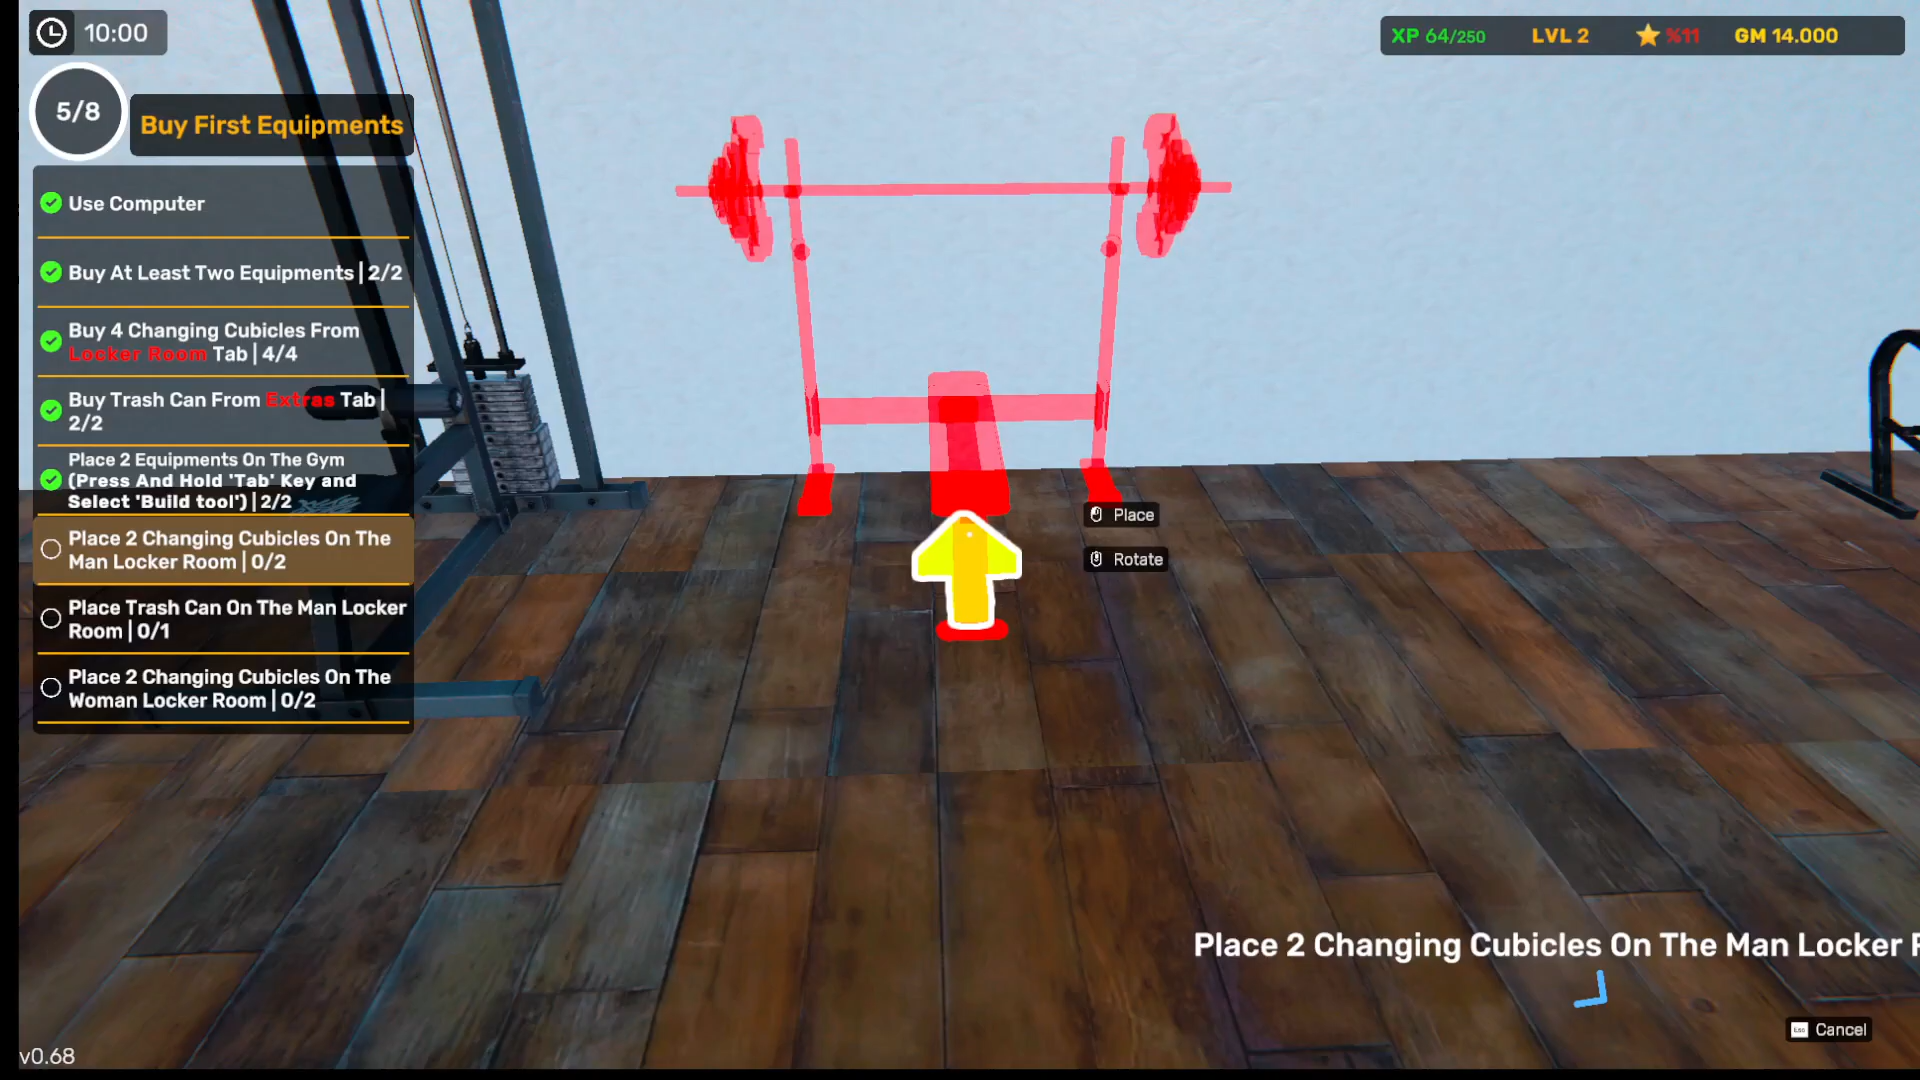 10:00
XP 64/250
LVL 2
%11
GM 14.000
5/8
Buy First Equipments
Use Computer
Buy At Least Two Equipments | 2/2
Buy 4 Changing Cubicles From
Locker Room Tab | 4/4
Buy Trash Can From Extras Tab |
2/2
Place 2 Equipments On The Gym
(Press And Hold 'Tab' Key and
Select 'Build tool') | 2/2
Place 2 Changing Cubicles On The
Man Locker Room | 0/2
Place Trash Can On The Man Locker
Room | 0/1
Place 2 Changing Cubicles On The
Woman Locker Room | 0/2
Place
Rotate
Place 2 Changing Cubicles On The Man Locker
Cancel
v0.68